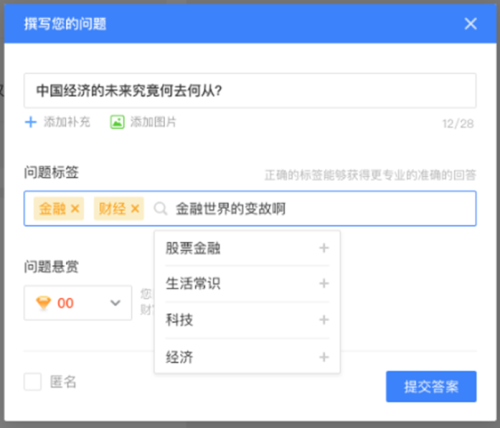 撰写您的问题
中国经济的未来究竟何去何从?
添加补充 添加图片 12/28
问题标签 正确的标签能够获得更专业的准确的回答
金融 × 财经 × 金融世界的变故啊
股票金融 +
生活常识 +
科技 +
经济 +
问题悬赏
00 您
财
匿名 提交答案